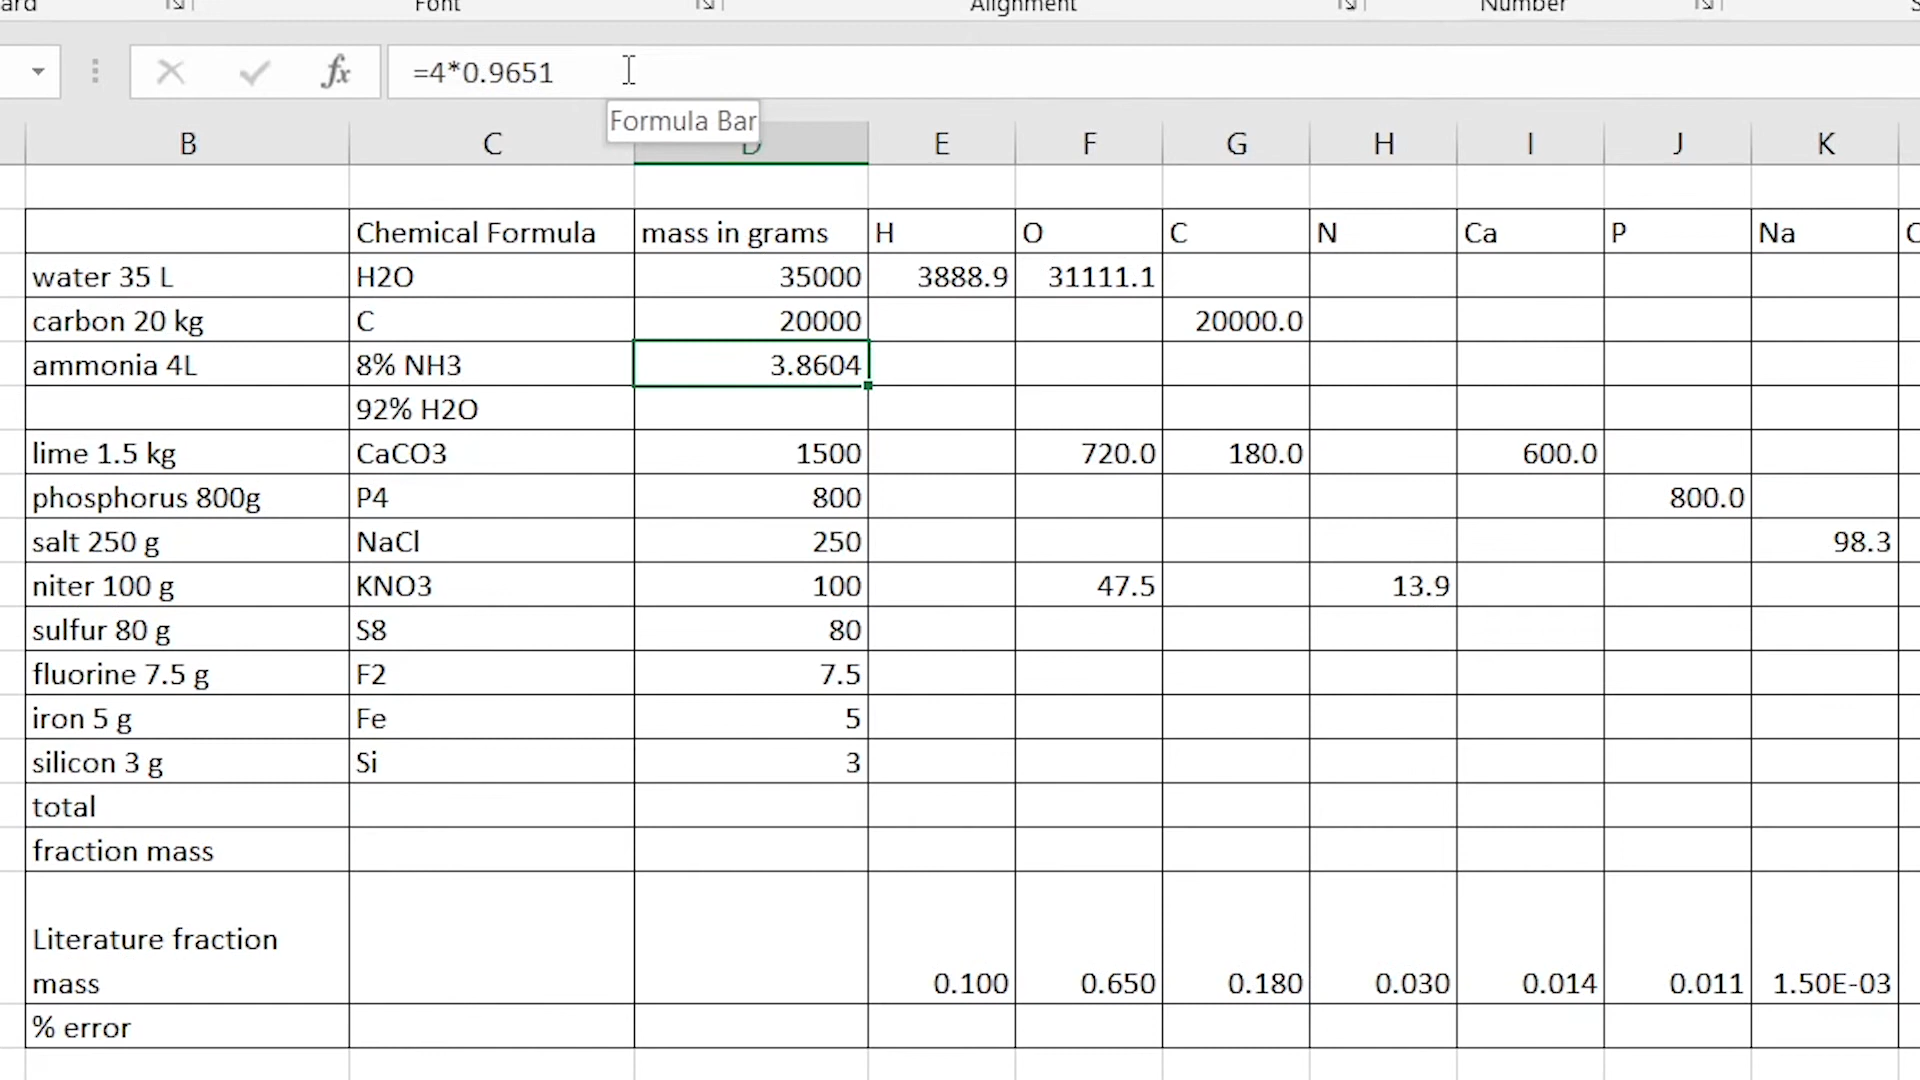 Font Alignment Number
fx =4*0.9651
Formula Bar
B C D E F G H I J K
Chemical Formula mass in grams H O C N Ca P Na
water 35 L H2O 35000 3888.9 31111.1
carbon 20 kg C 20000 20000.0
ammonia 4L 8% NH3 3.8604
92% H2O
lime 1.5 kg CaCO3 1500 720.0 180.0 600.0
phosphorus 800g P4 800 800.0
salt 250 g NaCl 250 98.3
niter 100 g KNO3 100 47.5 13.9
sulfur 80 g S8 80
fluorine 7.5 g F2 7.5
iron 5 g Fe 5
silicon 3 g Si 3
total
fraction mass
Literature fraction
mass 0.100 0.650 0.180 0.030 0.014 0.011 1.50E-03
% error